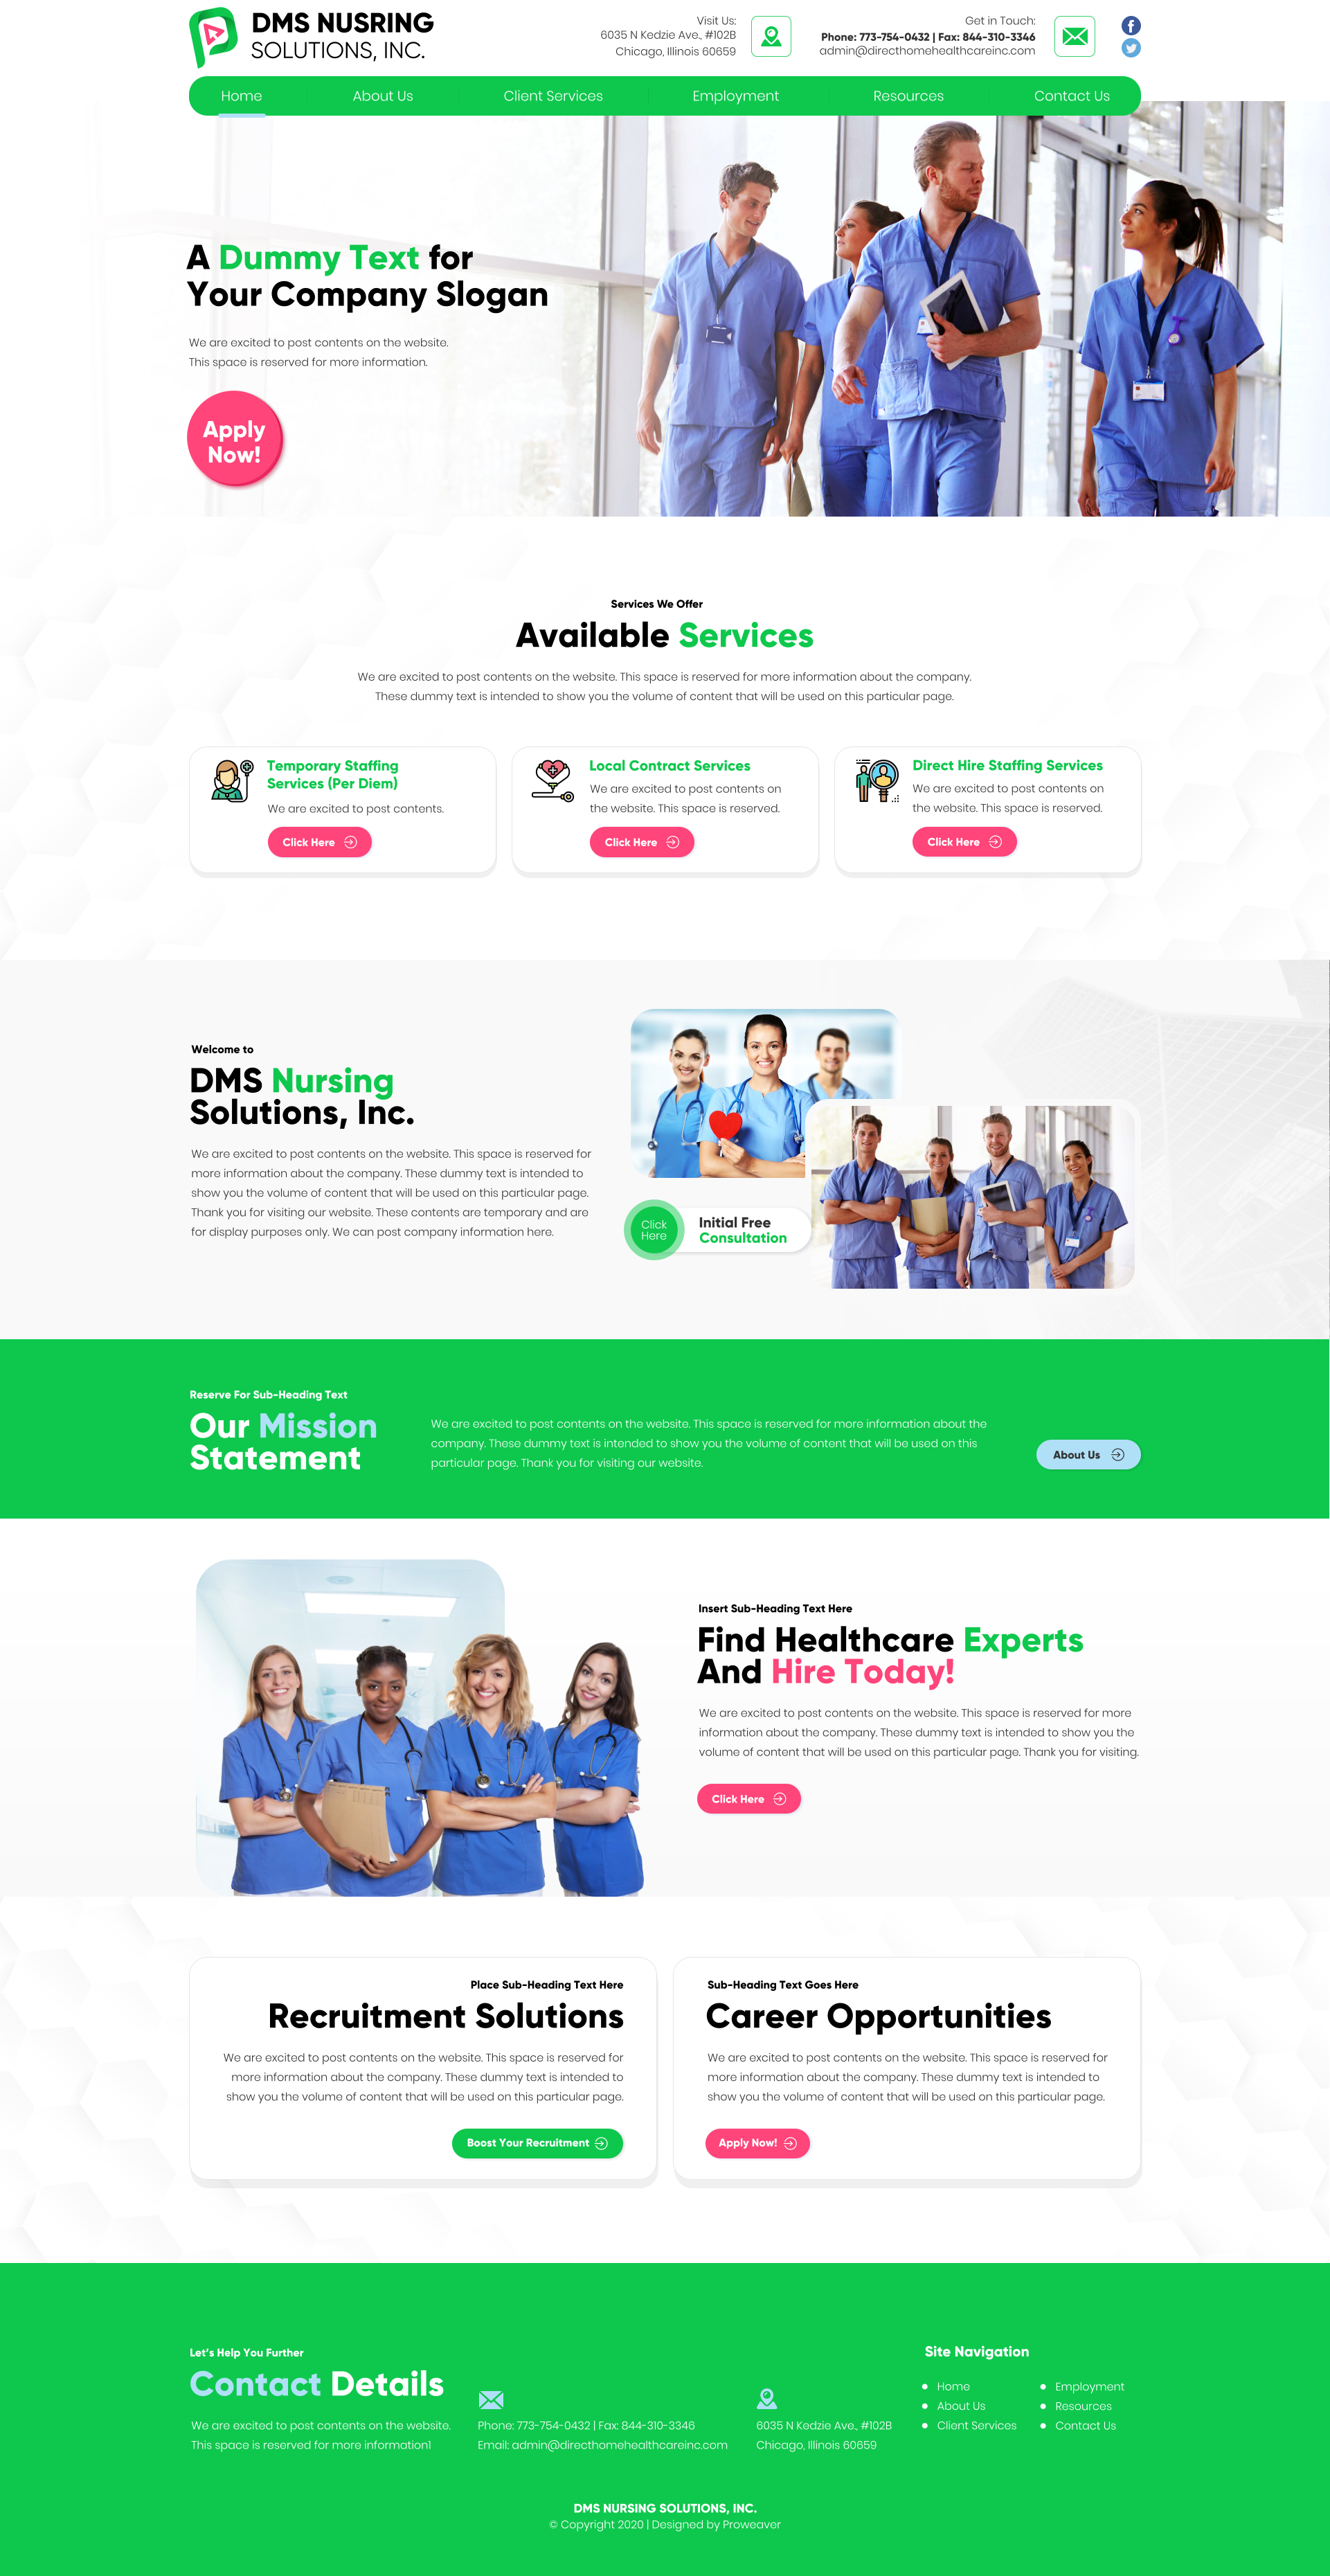 DMS NUSRING
SOLUTIONS, INC.
Visit Us:
6035 N Kedzie Ave., #102B
Chicago, Illinois 60659
Get in Touch:
Phone: 773-754-0432 | Fax: 844-310-3346
admin@directhomehealthcareinc.com
Home
About Us
Client Services
Employment
Resources
Contact Us
A Dummy Text for
Your Company Slogan
We are excited to post contents on the website.
This space is reserved for more information.
Apply
Now!
Services We Offer
Available Services
We are excited to post contents on the website. This space is reserved for more information about the company.
These dummy text is intended to show you the volume of content that will be used on this particular page.
Temporary Staffing
Services (Per Diem)
We are excited to post contents.
Click Here
Local Contract Services
We are excited to post contents on
the website. This space is reserved.
Click Here
Direct Hire Staffing Services
We are excited to post contents on
the website. This space is reserved.
Click Here
Welcome to
DMS Nursing
Solutions, Inc.
We are excited to post contents on the website. This space is reserved for
more information about the company. These dummy text is intended to
show you the volume of content that will be used on this particular page.
Thank you for visiting our website. These contents are temporary and are
for display purposes only. We can post company information here.
Click
Here
Initial Free
Consultation
Reserve For Sub-Heading Text
Our Mission
Statement
We are excited to post contents on the website. This space is reserved for more information about the
company. These dummy text is intended to show you the volume of content that will be used on this
particular page. Thank you for visiting our website.
About Us
Insert Sub-Heading Text Here
Find Healthcare Experts
And Hire Today!
We are excited to post contents on the website. This space is reserved for more
information about the company. These dummy text is intended to show you the
volume of content that will be used on this particular page. Thank you for visiting.
Click Here
Place Sub-Heading Text Here
Recruitment Solutions
We are excited to post contents on the website. This space is reserved for
more information about the company. These dummy text is intended to
show you the volume of content that will be used on this particular page.
Boost Your Recruitment
Sub-Heading Text Goes Here
Career Opportunities
We are excited to post contents on the website. This space is reserved for
more information about the company. These dummy text is intended to
show you the volume of content that will be used on this particular page.
Apply Now!
Let's Help You Further
Contact Details
We are excited to post contents on the website.
This space is reserved for more information1
Phone: 773-754-0432 | Fax: 844-310-3346
Email: admin@directhomehealthcareinc.com
6035 N Kedzie Ave., #102B
Chicago, Illinois 60659
Site Navigation
Home
About Us
Client Services
Employment
Resources
Contact Us
DMS NURSING SOLUTIONS, INC.
© Copyright 2020 | Designed by Proweaver